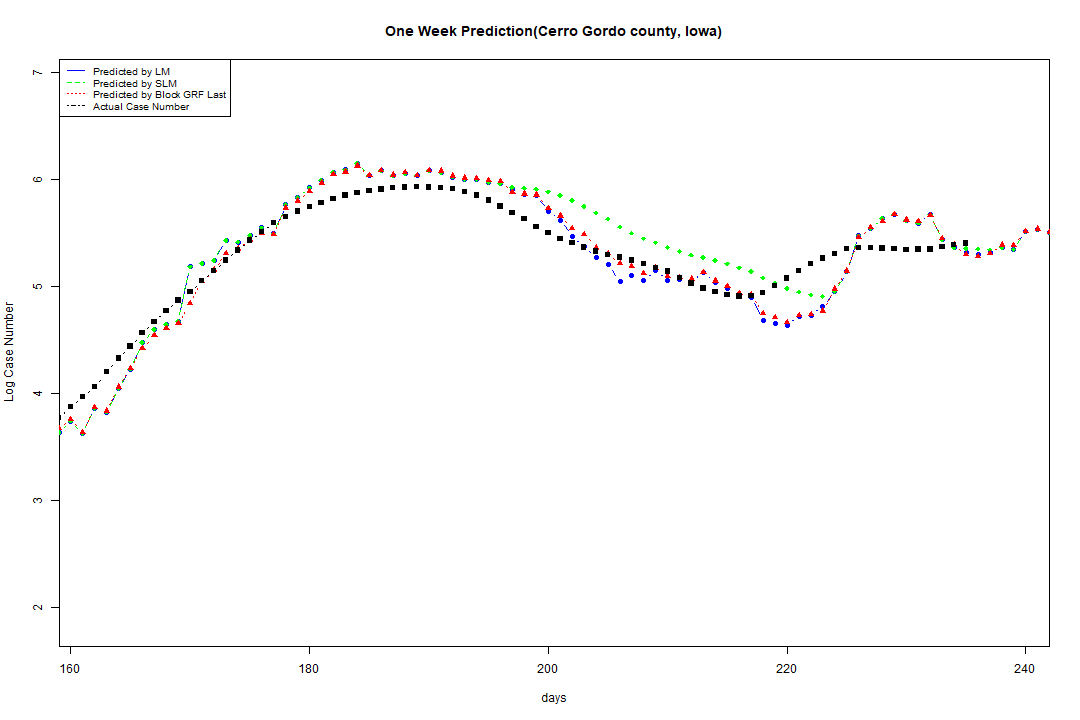 One Week Prediction(Cerro Gordo county, Iowa)
Predicted by LM
Predicted by SLM
Predicted by Block GRF Last
Actual Case Number
7
6
5
4
3
2
Log Case Number
160 180 200 220 240
days